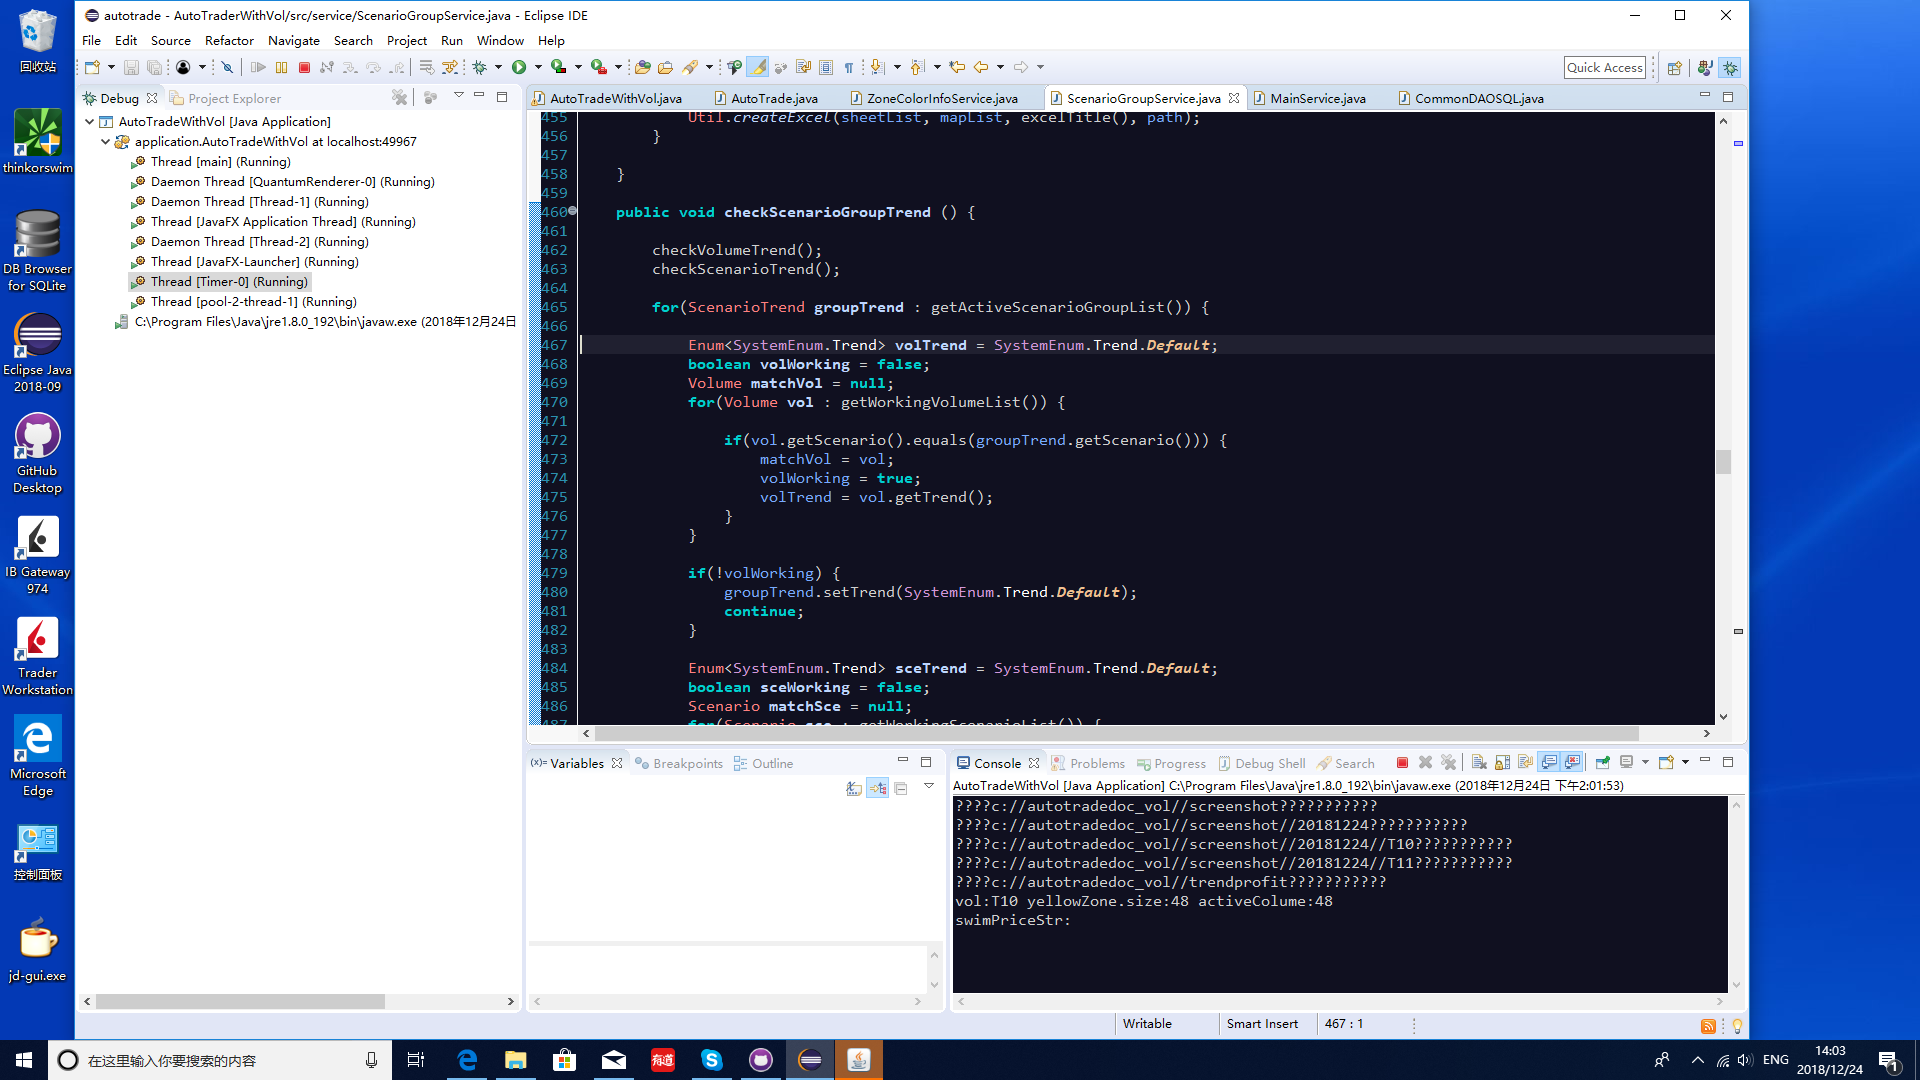 autotrade - AutoTraderWithVol/src/service/ScenarioGroupService.java - Eclipse IDE
File Edit Source Refactor Navigate Search Project Run Window Help
Quick Access
Debug Project Explorer
AutoTradeWithVol [Java Application]
application.AutoTradeWithVol at localhost:49967
Thread [main] (Running)
Daemon Thread [QuantumRenderer-0] (Running)
Daemon Thread [Thread-1] (Running)
Thread [JavaFX Application Thread] (Running)
Daemon Thread [Thread-2] (Running)
Thread [JavaFX-Launcher] (Running)
Thread [Timer-0] (Running)
Thread [pool-2-thread-1] (Running)
C:\Program Files\Java\jre1.8.0_192\bin\javaw.exe (2018年12月24日
AutoTradeWithVol.java AutoTrade.java ZoneColorInfoService.java ScenarioGroupService.java MainService.java CommonDAOSQL.java
455 Util.createExcel(sheetList, mapList, excelTitle(), path);
456 }
457
458 }
459
460 public void checkScenarioGroupTrend () {
461
462 checkVolumeTrend();
463 checkScenarioTrend();
464
465 for(ScenarioTrend groupTrend : getActiveScenarioGroupList()) {
466
467 Enum<SystemEnum.Trend> volTrend = SystemEnum.Trend.Default;
468 boolean volWorking = false;
469 Volume matchVol = null;
470 for(Volume vol : getWorkingVolumeList()) {
471
472 if(vol.getScenario().equals(groupTrend.getScenario())) {
473 matchVol = vol;
474 volWorking = true;
475 volTrend = vol.getTrend();
476 }
477 }
478
479 if(!volWorking) {
480 groupTrend.setTrend(SystemEnum.Trend.Default);
481 continue;
482 }
483
484 Enum<SystemEnum.Trend> sceTrend = SystemEnum.Trend.Default;
485 boolean sceWorking = false;
486 Scenario matchSce = null;
487 for(Scenario sce : getWorkingScenarioList()) {
(x)= Variables Breakpoints Outline
Console Problems Progress Debug Shell Search
AutoTradeWithVol [Java Application] C:\Program Files\Java\jre1.8.0_192\bin\javaw.exe (2018年12月24日 下午2:01:53)
????c://autotradedoc_vol//screenshot???????????
????c://autotradedoc_vol//screenshot//20181224???????????
????c://autotradedoc_vol//screenshot//20181224//T10???????????
????c://autotradedoc_vol//screenshot//20181224//T11???????????
????c://autotradedoc_vol//trendprofit???????????
vol:T10 yellowZone.size:48 activeColume:48
swimPriceStr:
Writable Smart Insert 467 : 1
回收站
thinkorswim
DB Browser
for SQLite
Eclipse Java
2018-09
GitHub
Desktop
IB Gateway
974
Trader
Workstation
Microsoft
Edge
控制面板
jd-gui.exe
在这里输入你要搜索的内容
有道
ENG
14:03
2018/12/24
1